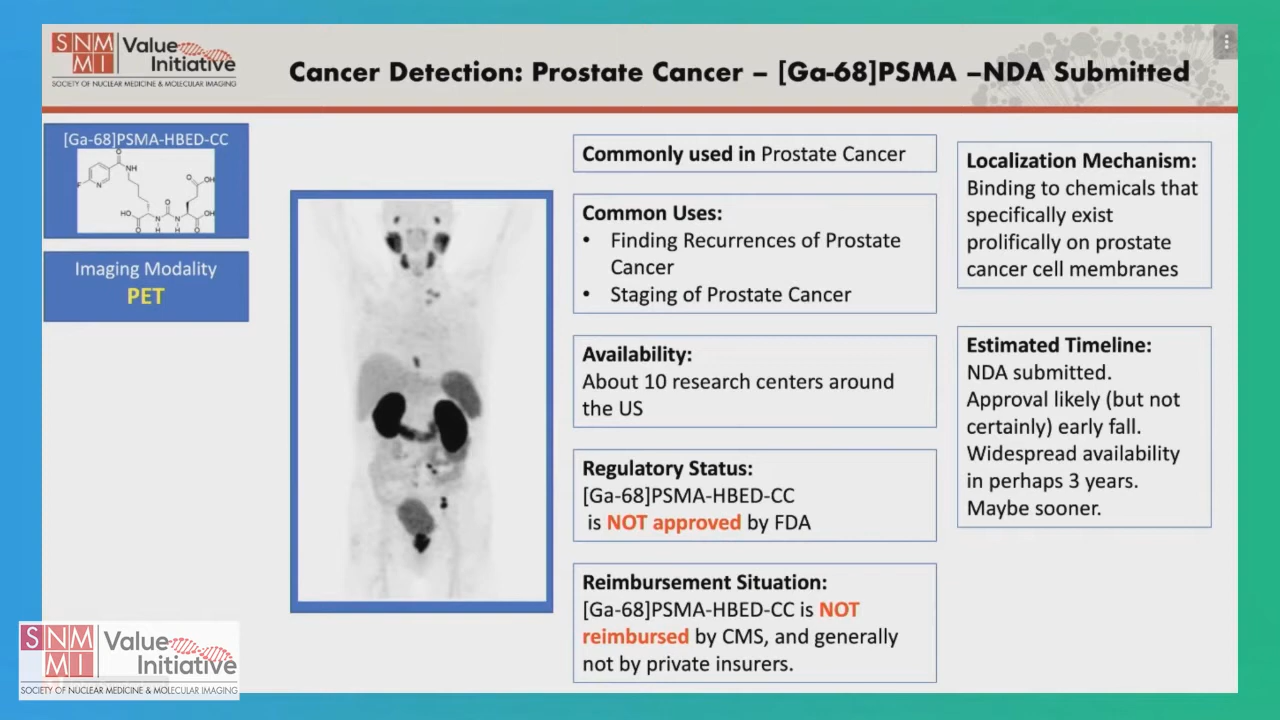 SNM MI Value Initiative
SOCIETY OF NUCLEAR MEDICINE & MOLECULAR IMAGING
Cancer Detection: Prostate Cancer – [Ga-68]PSMA –NDA Submitted
[Ga-68]PSMA-HBED-CC
O
NH
F
N
O
OH
HO
O
N
H
O
N
H
O
OH
Imaging Modality
PET
Commonly used in Prostate Cancer
Common Uses:
• Finding Recurrences of Prostate
Cancer
• Staging of Prostate Cancer
Availability:
About 10 research centers around
the US
Regulatory Status:
[Ga-68]PSMA-HBED-CC
is NOT approved by FDA
Reimbursement Situation:
[Ga-68]PSMA-HBED-CC is NOT
reimbursed by CMS, and generally
not by private insurers.
Localization Mechanism:
Binding to chemicals that
specifically exist
prolifically on prostate
cancer cell membranes
Estimated Timeline:
NDA submitted.
Approval likely (but not
certainly) early fall.
Widespread availability
in perhaps 3 years.
Maybe sooner.
SNM MI Value Initiative
SOCIETY OF NUCLEAR MEDICINE & MOLECULAR IMAGING